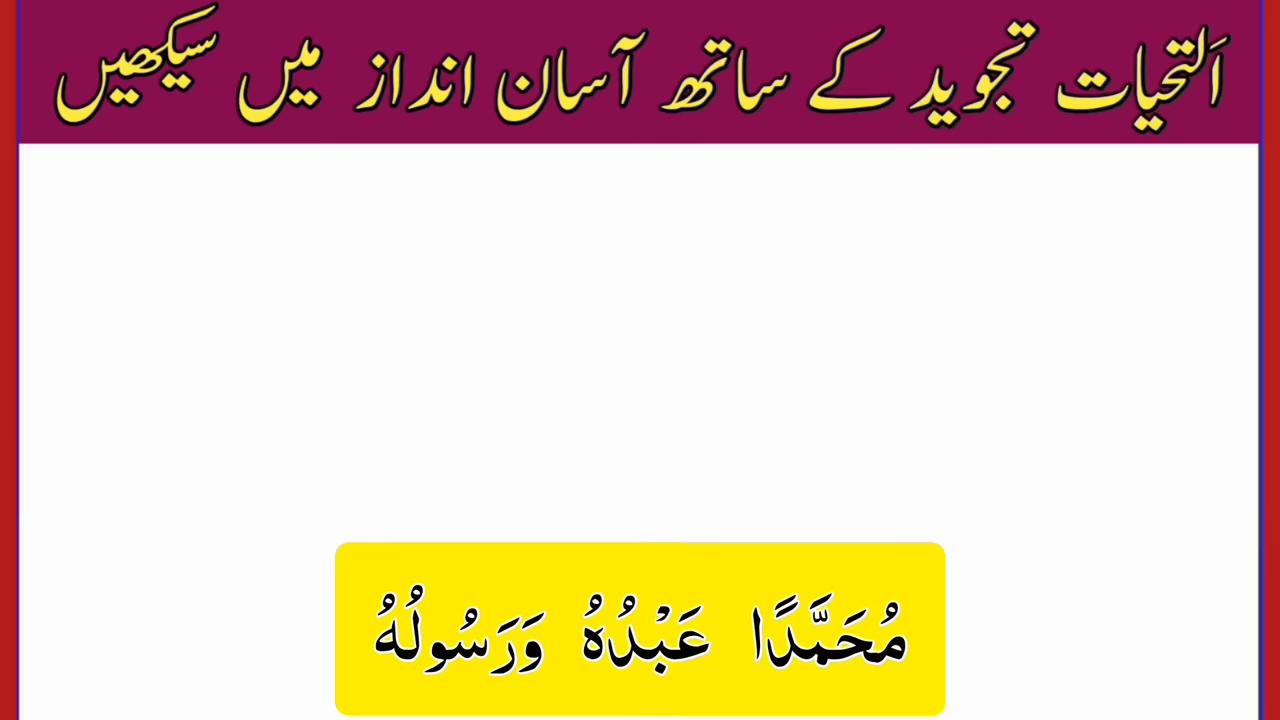 اَلتحیات تجوید کے ساتھ آسان انداز میں سیکھیں
مُحَمَّدًا عَبْدُهُ وَرَسُولُهُ